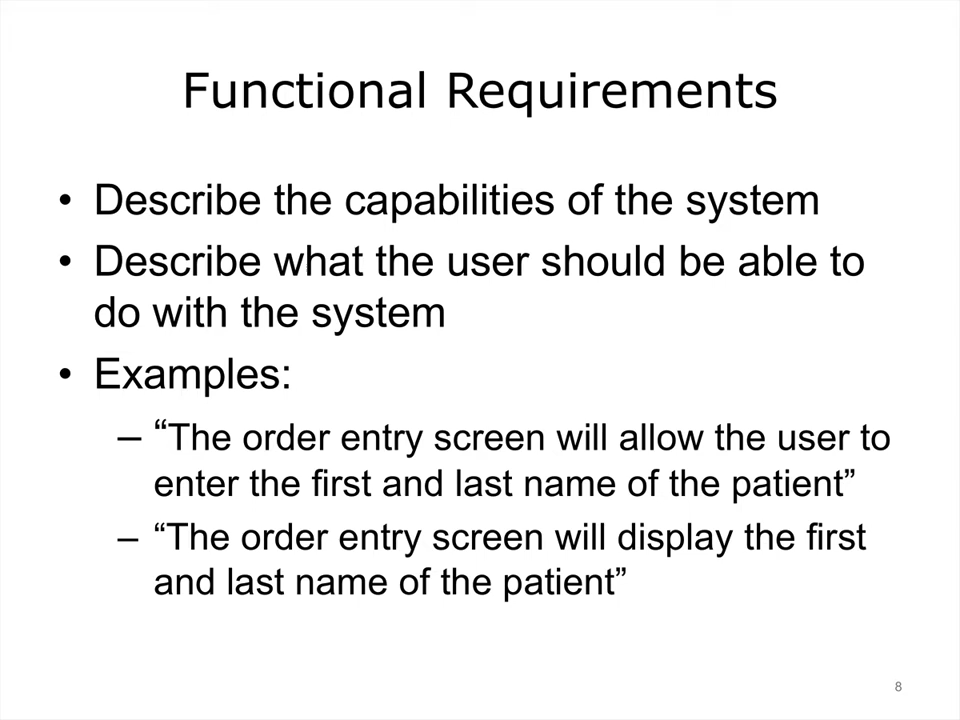 Functional Requirements
• Describe the capabilities of the system
• Describe what the user should be able to
do with the system
• Examples:
– “The order entry screen will allow the user to
enter the first and last name of the patient”
– “The order entry screen will display the first
and last name of the patient”
8